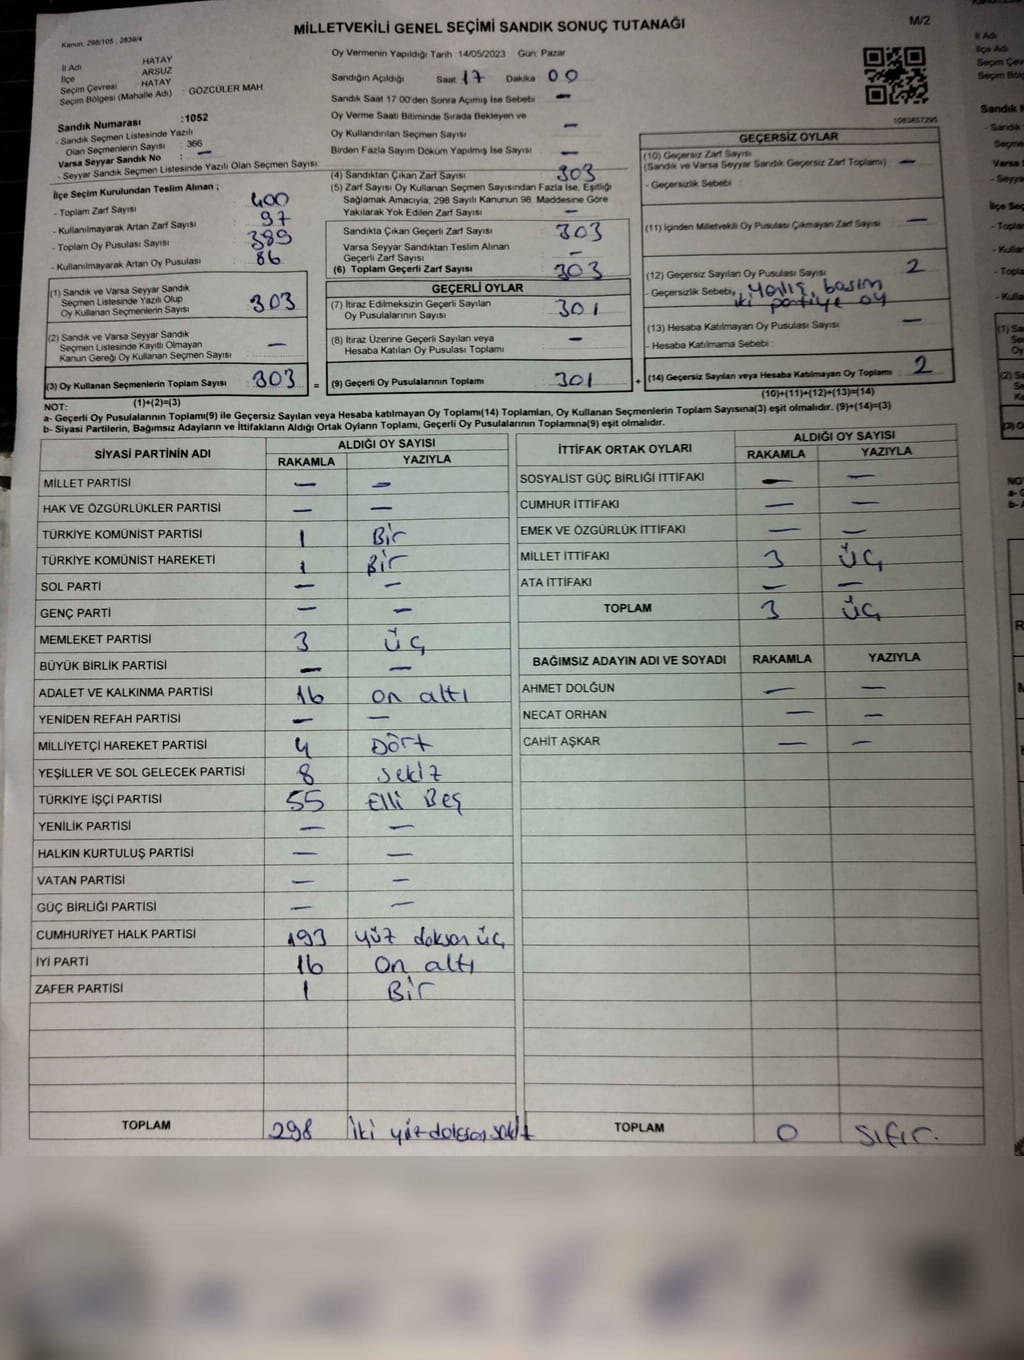 MİLLETVEKİLİ GENEL SEÇİMİ SANDIK SONUÇ TUTANAĞI
M/2
Kanun: 298/105 , 2839/4
İl Adı HATAY
İlçe ARSUZ
Seçim Çevresi HATAY
Seçim Bölgesi (Mahalle Adı) : GÖZCÜLER MAH
Oy Vermenin Yapıldığı Tarih :14/05/2023 Gün: Pazar
Sandığın Açıldığı Saat 17 Dakika 00
Sandık Saat 17 00'den Sonra Açımış İse Sebebi —
Oy Verme Saati Bitiminde Sırada Bekleyen ve
Oy Kullandırılan Seçmen Sayısı —
Birden Fazla Sayım Döküm Yapılmış İse Sayısı —
Sandık Numarası :1052
- Sandık Seçmen Listesinde Yazılı
Olan Seçmenlerin Sayısı : 366
Varsa Seyyar Sandık No : —
- Seyyar Sandık Seçmen Listesinde Yazılı Olan Seçmen Sayısı:
İlçe Seçim Kurulundan Teslim Alınan ;
- Toplam Zarf Sayısı : 400
- Kullanılmayarak Artan Zarf Sayısı : 97
- Toplam Oy Pusulası Sayısı : 389
- Kullanılmayarak Artan Oy Pusulası : 86
(1) Sandık ve Varsa Seyyar Sandık
Seçmen Listesinde Yazılı Olup
Oy Kullanan Seçmenlerin Sayısı 303
(2) Sandık ve Varsa Seyyar Sandık
Seçmen Listesinde Kayıtlı Olmayan
Kanun Gereği Oy Kullanan Seçmen Sayısı —
(3) Oy Kullanan Seçmenlerin Toplam Sayısı 303
(1)+(2)=(3)
(4) Sandıktan Çıkan Zarf Sayısı 303
(5) Zarf Sayısı Oy Kullanan Seçmen Sayısından Fazla İse, Eşitliği
Sağlamak Amacıyla, 298 Sayılı Kanunun 98. Maddesine Göre
Yakılarak Yok Edilen Zarf Sayısı —
Sandıkta Çıkan Geçerli Zarf Sayısı 303
Varsa Seyyar Sandıktan Teslim Alınan
Geçerli Zarf Sayısı —
(6) Toplam Geçerli Zarf Sayısı 303
GEÇERLİ OYLAR
(7) İtiraz Edilmeksizin Geçerli Sayılan
Oy Pusulalarının Sayısı 301
(8) İtiraz Üzerine Geçerli Sayılan veya
Hesaba Katılan Oy Pusulası Toplamı —
= (9) Geçerli Oy Pusulalarının Toplamı 301
1062857295
GEÇERSİZ OYLAR
(10) Geçersiz Zarf Sayısı
(Sandık ve Varsa Seyyar Sandık Geçersiz Zarf Toplamı) —
- Geçersizlik Sebebi :
(11) İçinden Milletvekili Oy Pusulası Çıkmayan Zarf Sayısı —
(12) Geçersiz Sayılan Oy Pusulası Sayısı 2
- Geçersizlik Sebebi, yanlış, basım
iki partiye oy
(13) Hesaba Katılmayan Oy Pusulası Sayısı —
- Hesaba Katılmama Sebebi :
+ (14) Geçersiz Sayılan veya Hesaba Katılmayan Oy Toplamı 2
(10)+(11)+(12)+(13)=(14)
NOT:
a- Geçerli Oy Pusulalarının Toplamı(9) ile Geçersiz Sayılan veya Hesaba katılmayan Oy Toplamı(14) Toplamları, Oy Kullanan Seçmenlerin Toplam Sayısına(3) eşit olmalıdır. (9)+(14)=(3)
b- Siyasi Partilerin, Bağımsız Adayların ve İttifakların Aldığı Ortak Oyların Toplamı, Geçerli Oy Pusulalarının Toplamına(9) eşit olmalıdır.
SİYASİ PARTİNİN ADI ALDIĞI OY SAYISI
RAKAMLA YAZIYLA
MİLLET PARTİSİ — —
HAK VE ÖZGÜRLÜKLER PARTİSİ — —
TÜRKİYE KOMÜNİST PARTİSİ 1 Bir
TÜRKİYE KOMÜNİST HAREKETİ 1 Bir
SOL PARTİ — —
GENÇ PARTİ — —
MEMLEKET PARTİSİ 3 üç
BÜYÜK BİRLİK PARTİSİ — —
ADALET VE KALKINMA PARTİSİ 16 on altı
YENİDEN REFAH PARTİSİ — —
MİLLİYETÇİ HAREKET PARTİSİ 4 Dört
YEŞİLLER VE SOL GELECEK PARTİSİ 8 sekiz
TÜRKİYE İŞÇİ PARTİSİ 55 Elli Beş
YENİLİK PARTİSİ — —
HALKIN KURTULUŞ PARTİSİ — —
VATAN PARTİSİ — —
GÜÇ BİRLİĞİ PARTİSİ — —
CUMHURİYET HALK PARTİSİ 193 yüz doksan üç
İYİ PARTİ 16 on altı
ZAFER PARTİSİ 1 Bir
TOPLAM 298 iki yüz doksan sekiz
İTTİFAK ORTAK OYLARI ALDIĞI OY SAYISI
RAKAMLA YAZIYLA
SOSYALİST GÜÇ BİRLİĞİ İTTİFAKI — —
CUMHUR İTTİFAKI — —
EMEK VE ÖZGÜRLÜK İTTİFAKI — —
MİLLET İTTİFAKI 3 üç
ATA İTTİFAKI — —
TOPLAM 3 üç
BAĞIMSIZ ADAYIN ADI VE SOYADI RAKAMLA YAZIYLA
AHMET DOLĞUN — —
NECAT ORHAN — —
CAHİT AŞKAR — —
TOPLAM 0 sıfır.